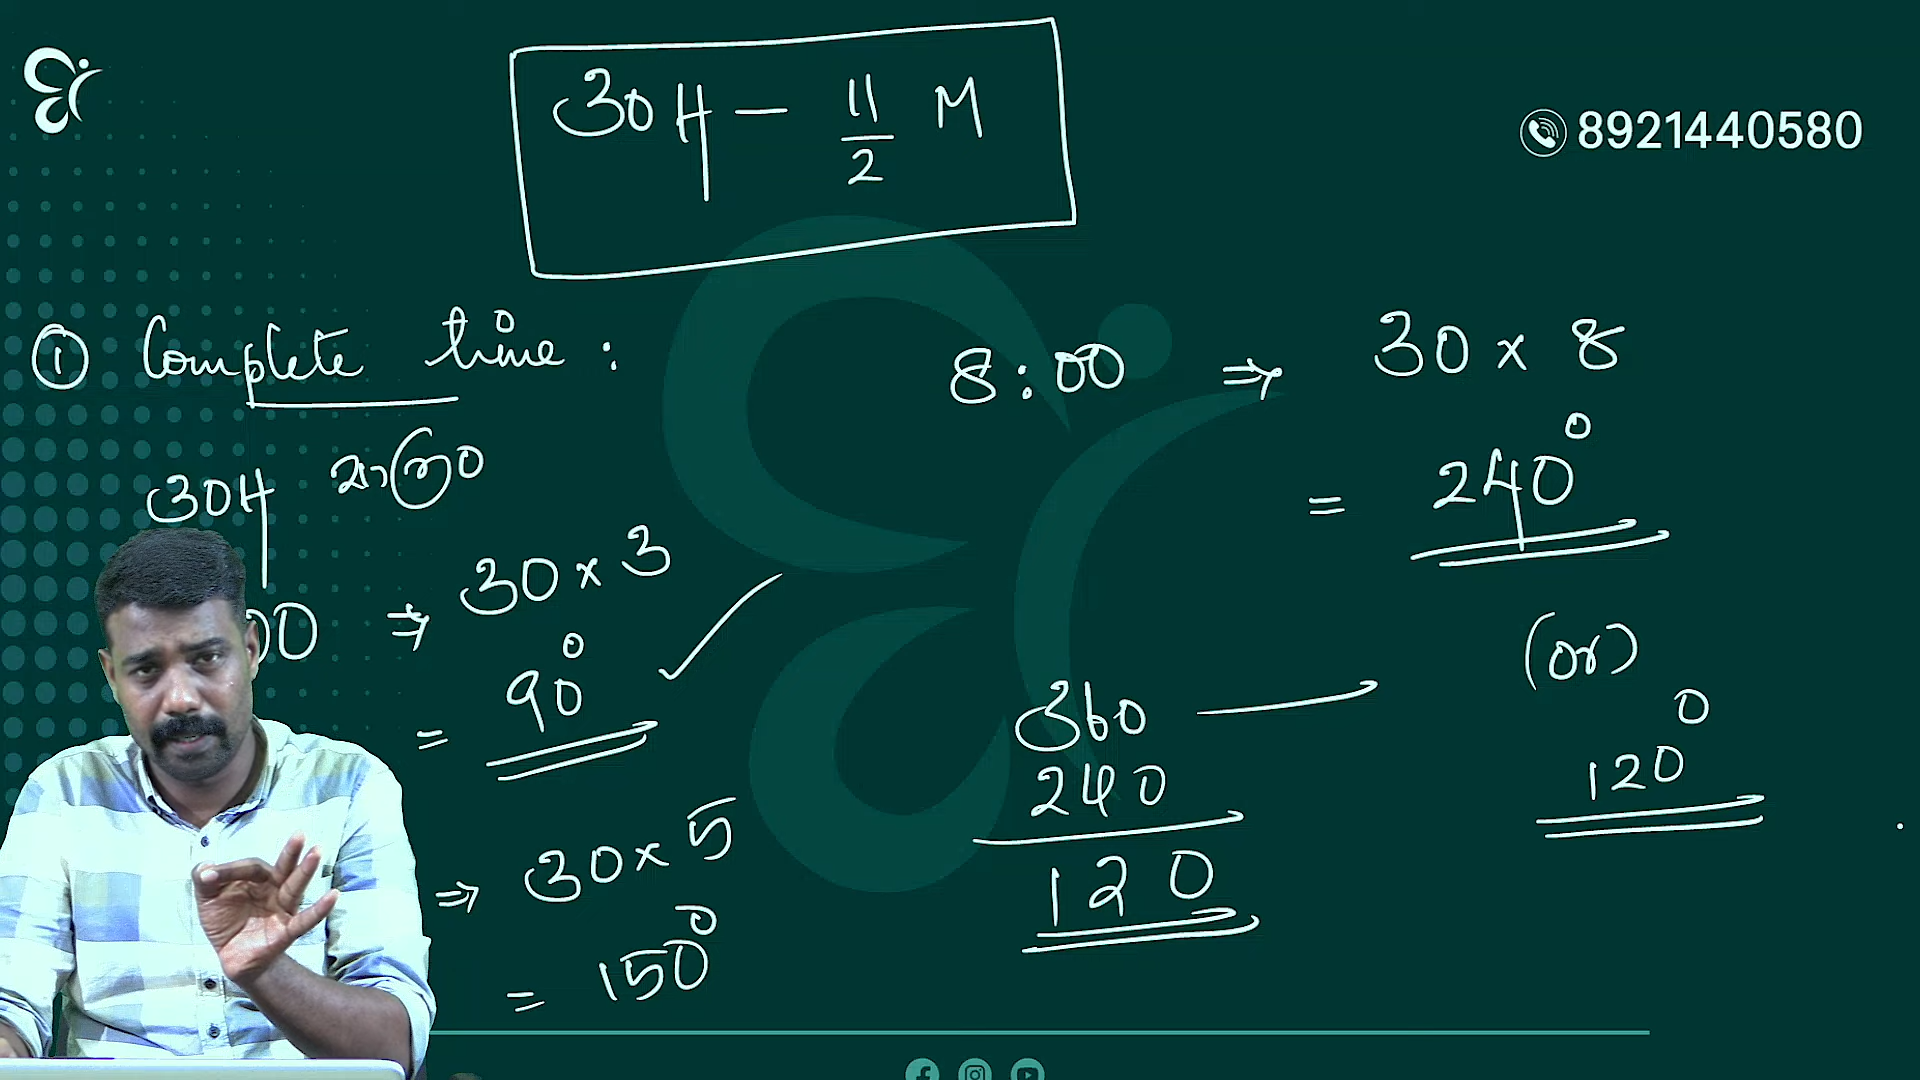 30H - 11/2 M
8921440580
① Complete time :
8:00 ⇒ 30 x 8
= 240°
30H മാത്രം
00 ⇒ 30 x 3
= 90°
(or)
120°
360
240
120
⇒ 30 x 5
= 150°